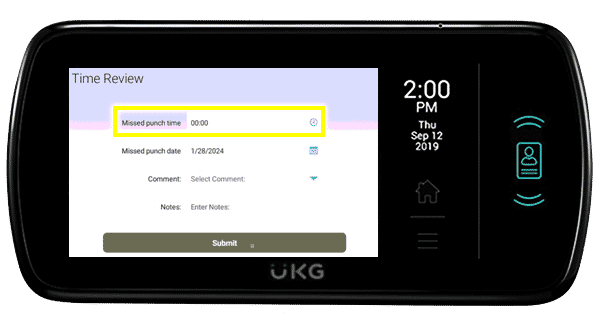 Time Review
Missed punch time 00:00
Missed punch date 1/28/2024
Comment: Select Comment:
Notes: Enter Notes:
Submit
2:00
PM
Thu
Sep 12
2019
UKG